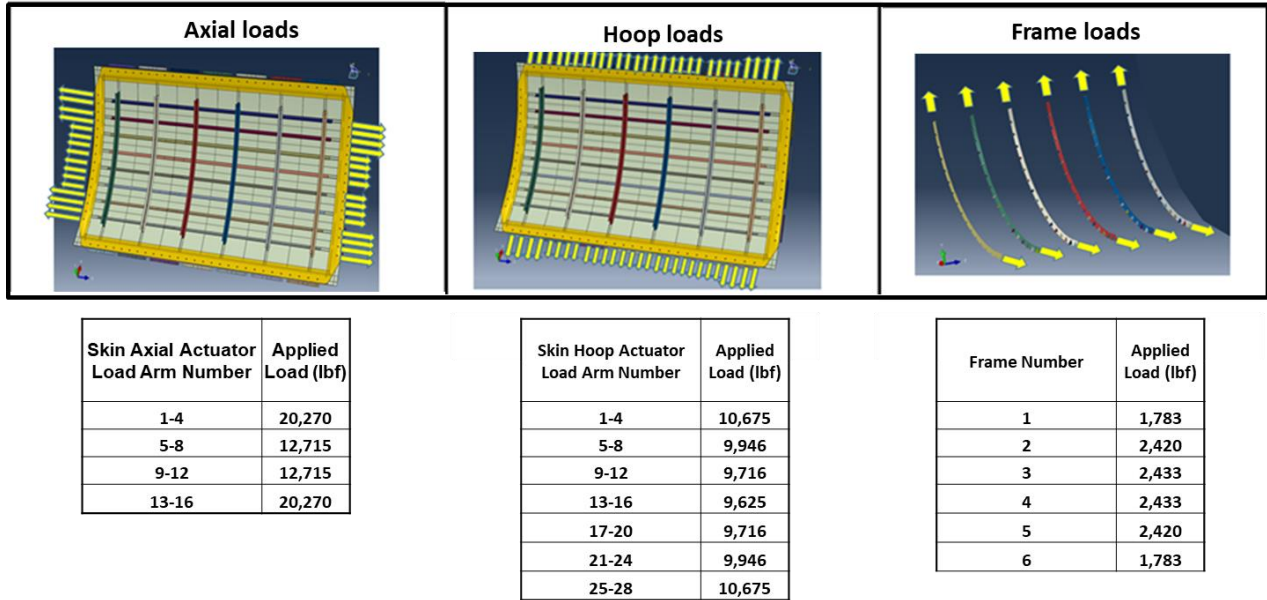 Axial loads
Hoop loads
Frame loads
Skin Axial Actuator Load Arm Number Applied Load (lbf)
1-4 20,270
5-8 12,715
9-12 12,715
13-16 20,270
Skin Hoop Actuator Load Arm Number Applied Load (lbf)
1-4 10,675
5-8 9,946
9-12 9,716
13-16 9,625
17-20 9,716
21-24 9,946
25-28 10,675
Frame Number Applied Load (lbf)
1 1,783
2 2,420
3 2,433
4 2,433
5 2,420
6 1,783